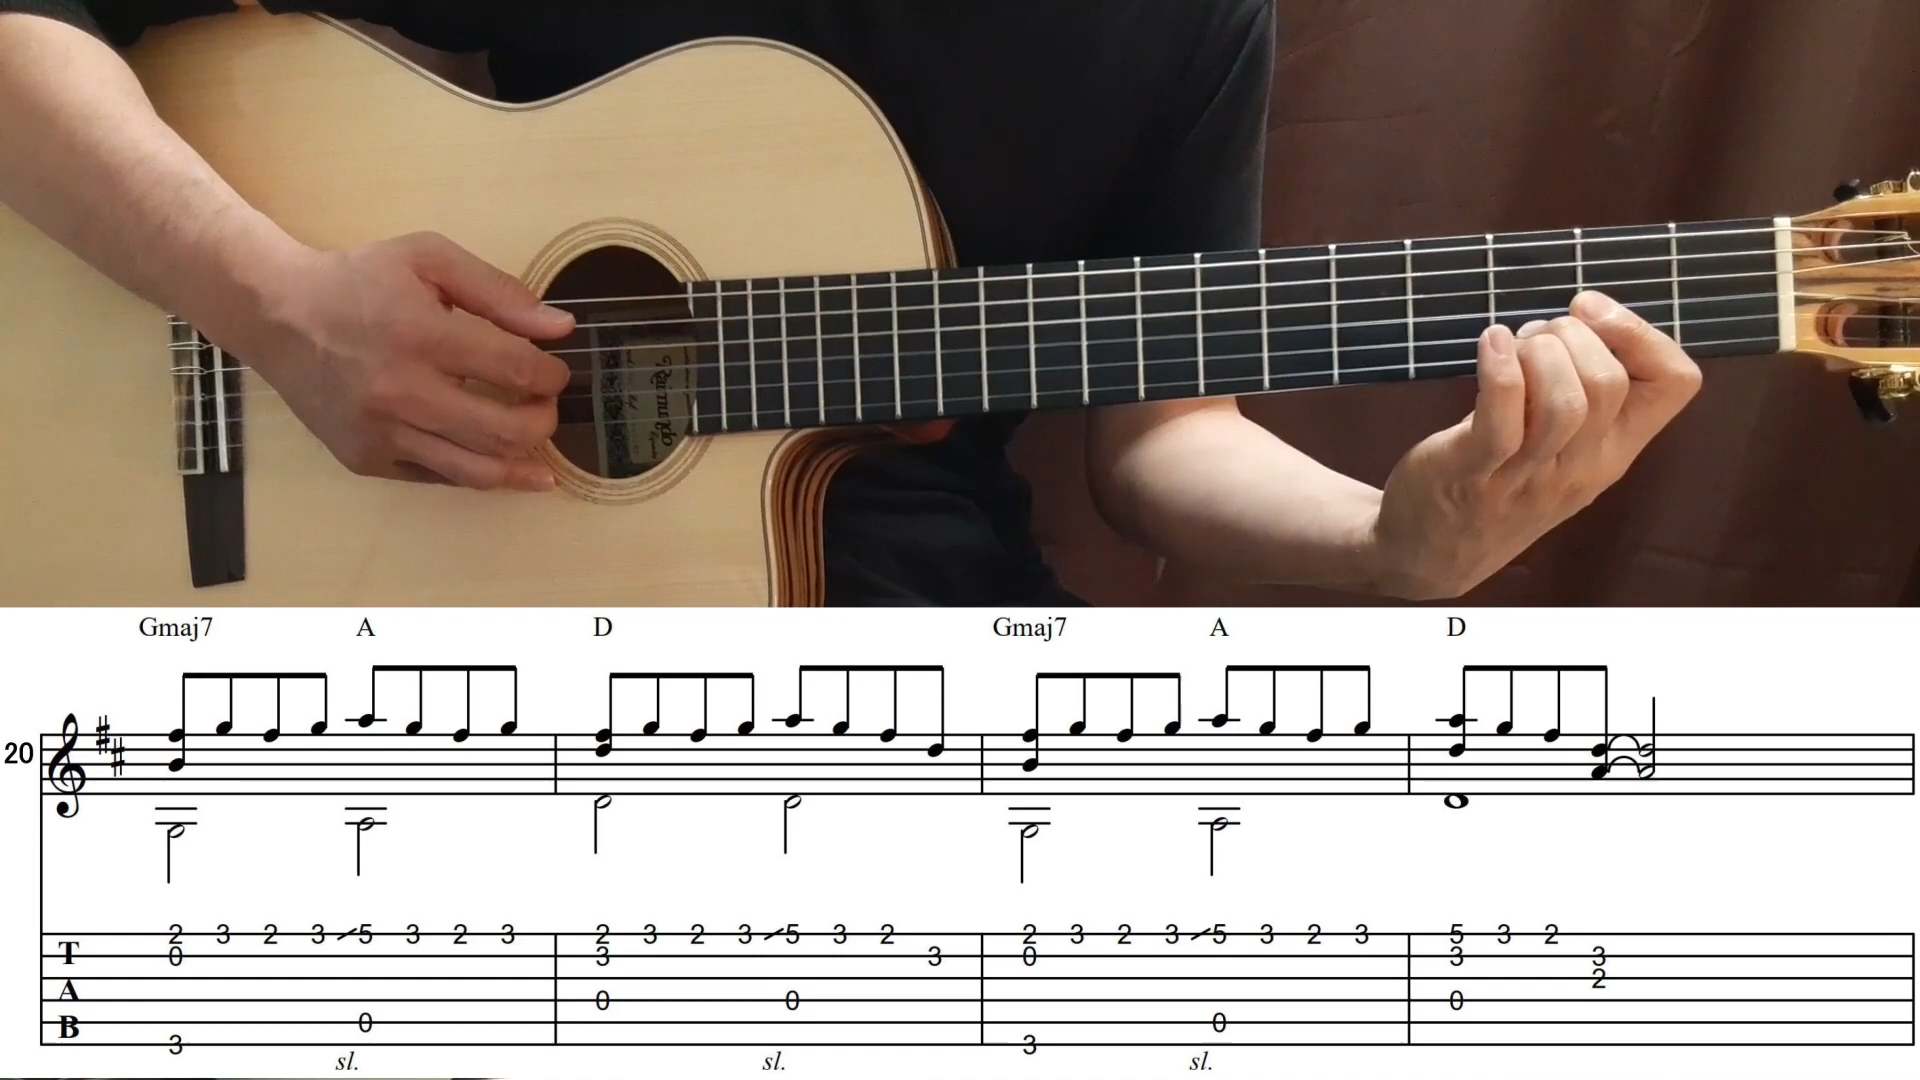 Raimundo
Gmaj7 A D Gmaj7 A D
20
2 3 2 3 5 3 2 3 2 3 2 3 5 3 2 2 3 2 3 5 3 2 3 5 3 2
T 0 3 3 0 3 3
A 2
0 0 0
B 0 0
3 3
sl. sl. sl.